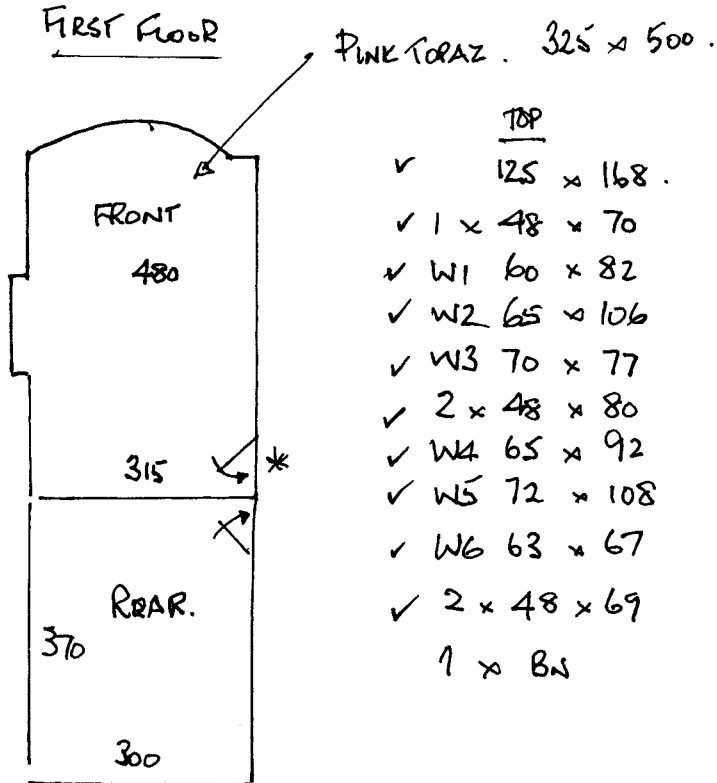 FIRST FLOOR
PINK TOPAZ. 325 x 500.
TOP
✓ 125 x 168.
✓ 1 x 48 x 70
✓ W1 60 x 82
✓ W2 65 x 106
✓ W3 70 x 77
✓ 2 x 48 x 80
✓ W4 65 x 92
✓ W5 72 x 108
✓ W6 63 x 67
✓ 2 x 48 x 69
1 x BN
FRONT
480
315 *
REAR.
370
300